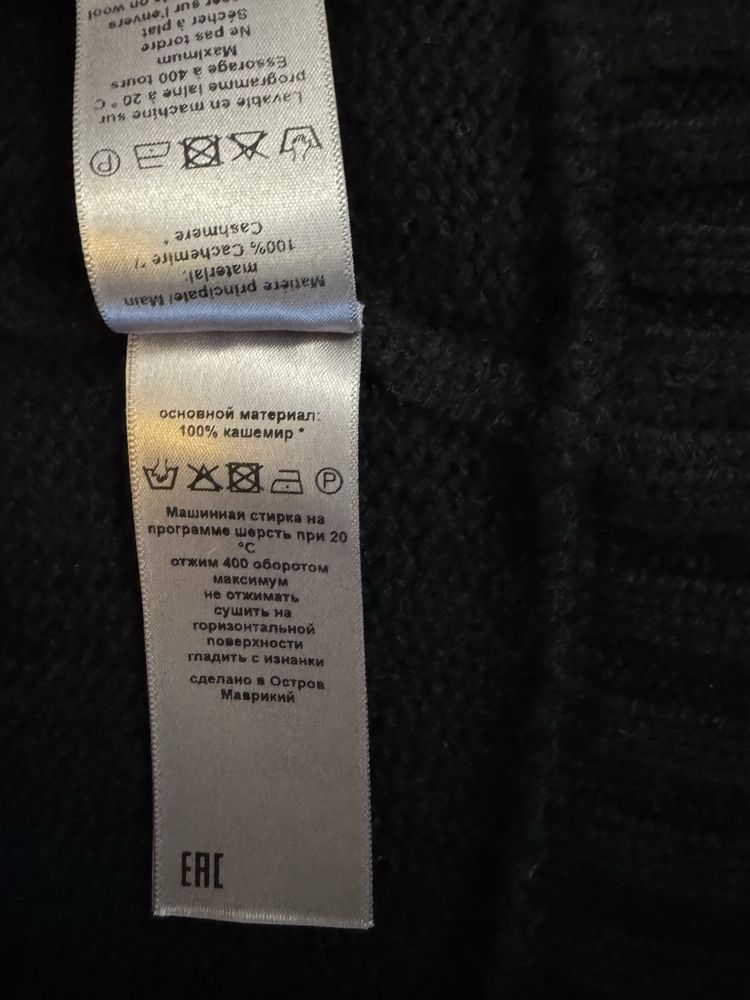 Matière principale/ Main
material:
100% Cachemire */
Cashmere *
P
Lavable en machine sur
programme laine à 20 ° C
Essorage à 400 tours
Maximum
Ne pas tordre
Sécher à plat
sur l'envers
on wool
основной материал:
100% кашемир *
P
Машинная стирка на
программе шерсть при 20
°C
отжим 400 оборотом
максимум
не отжимать
сушить на
горизонтальной
поверхности
гладить с изнанки
сделано в Остров
Маврикий
EAC